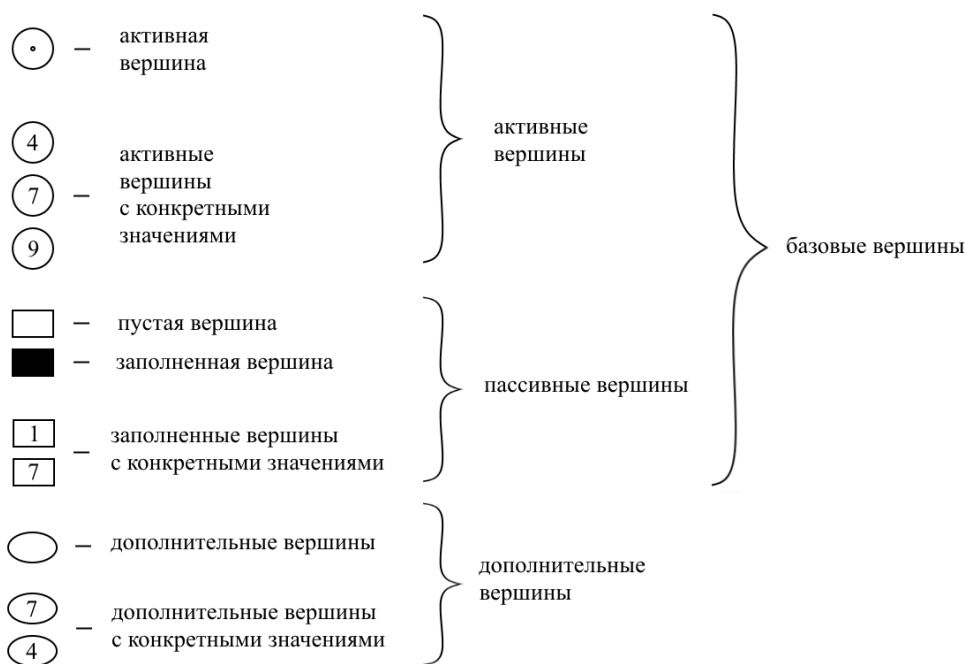 активная
вершина
4
7
9
активные
вершины
с конкретными
значениями
активные
вершины
пустая вершина
заполненная вершина
1
7
заполненные вершины
с конкретными значениями
пассивные вершины
базовые вершины
дополнительные вершины
7
4
дополнительные вершины
с конкретными значениями
дополнительные
вершины